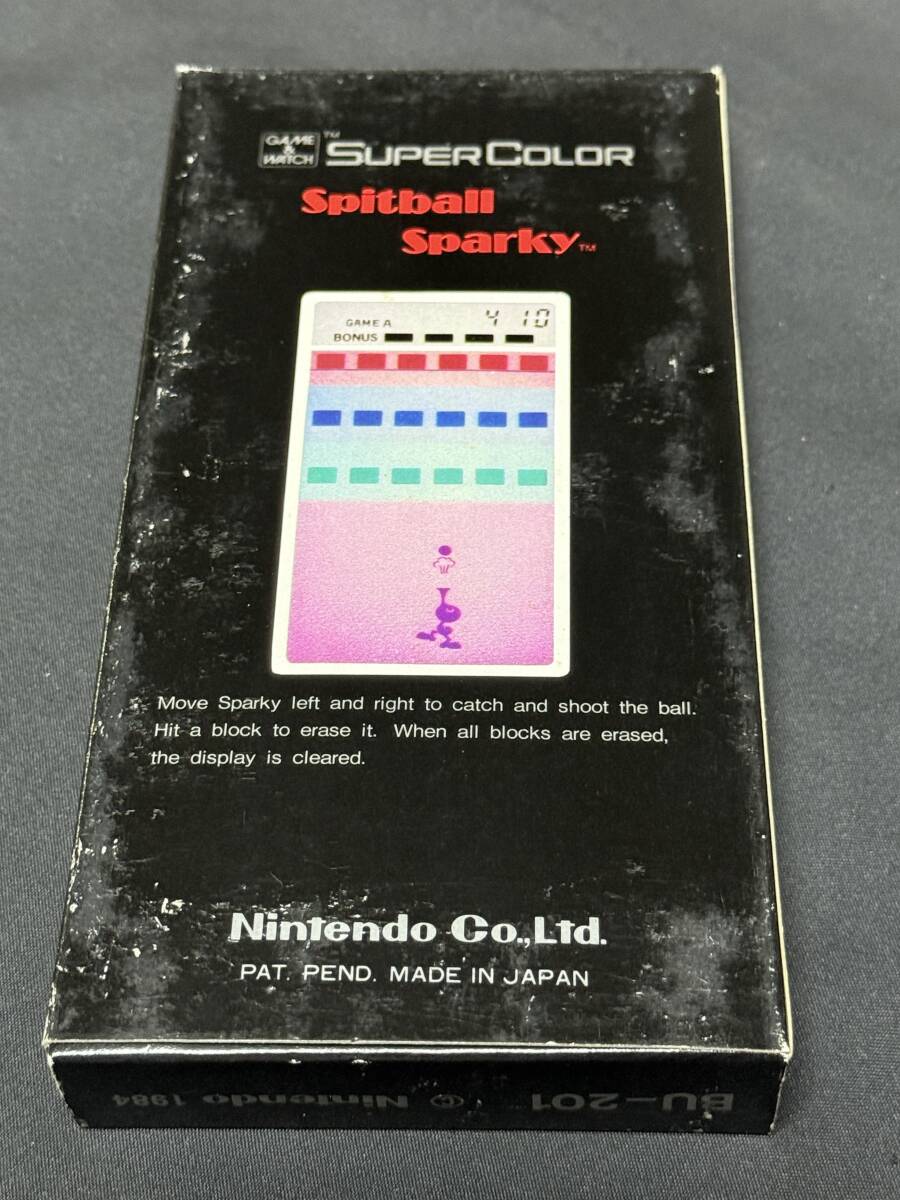 GAME
&
WATCH™ SUPER COLOR
Spitball
Sparky™
GAME A 4 10
BONUS
Move Sparky left and right to catch and shoot the ball.
Hit a block to erase it. When all blocks are erased,
the display is cleared.
Nintendo Co.,Ltd.
PAT. PEND. MADE IN JAPAN
BU-201 © Nintendo 1984